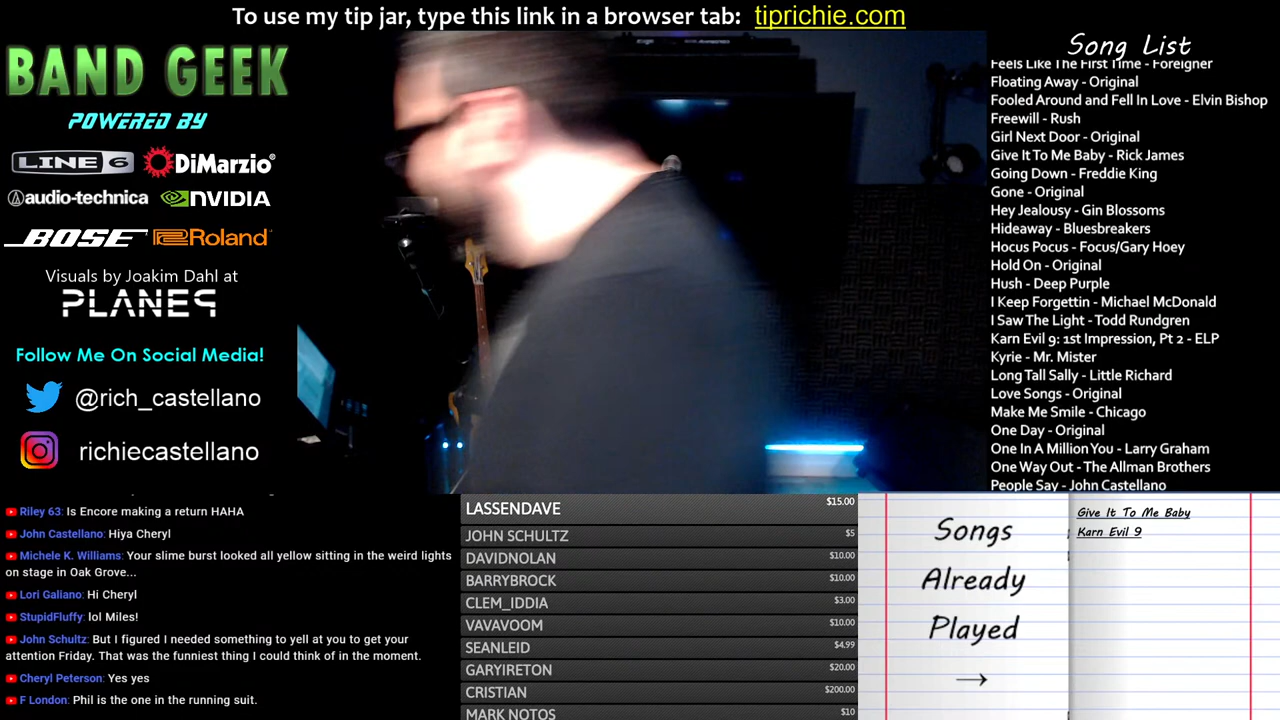 To use my tip jar, type this link in a browser tab: tiprichie.com
BAND GEEK
POWERED BY
LINE 6
DiMarzio
audio-technica
NVIDIA
BOSE
Roland
Visuals by Joakim Dahl at
PLANE9
Follow Me On Social Media!
@rich_castellano
richiecastellano
Song List
Feels Like The First Time - Foreigner
Floating Away - Original
Fooled Around and Fell In Love - Elvin Bishop
Freewill - Rush
Girl Next Door - Original
Give It To Me Baby - Rick James
Going Down - Freddie King
Gone - Original
Hey Jealousy - Gin Blossoms
Hideaway - Bluesbreakers
Hocus Pocus - Focus/Gary Hoey
Hold On - Original
Hush - Deep Purple
I Keep Forgettin - Michael McDonald
I Saw The Light - Todd Rundgren
Karn Evil 9: 1st Impression, Pt 2 - ELP
Kyrie - Mr. Mister
Long Tall Sally - Little Richard
Love Songs - Original
Make Me Smile - Chicago
One Day - Original
One In A Million You - Larry Graham
One Way Out - The Allman Brothers
People Say - John Castellano
Riley 63: Is Encore making a return HAHA
John Castellano: Hiya Cheryl
Michele K. Williams: Your slime burst looked all yellow sitting in the weird lights
on stage in Oak Grove...
Lori Galiano: Hi Cheryl
StupidFluffy: lol Miles!
John Schultz: But I figured I needed something to yell at you to get your
attention Friday. That was the funniest thing I could think of in the moment.
Cheryl Peterson: Yes yes
F London: Phil is the one in the running suit.
LASSENDAVE $15.00
JOHN SCHULTZ $5
DAVIDNOLAN $10.00
BARRYBROCK $10.00
CLEM_IDDIA $3.00
VAVAVOOM $10.00
SEANLEID $4.99
GARYIRETON $20.00
CRISTIAN $200.00
MARK NOTOS $10
Songs
Already
Played
→
Give It To Me Baby
Karn Evil 9